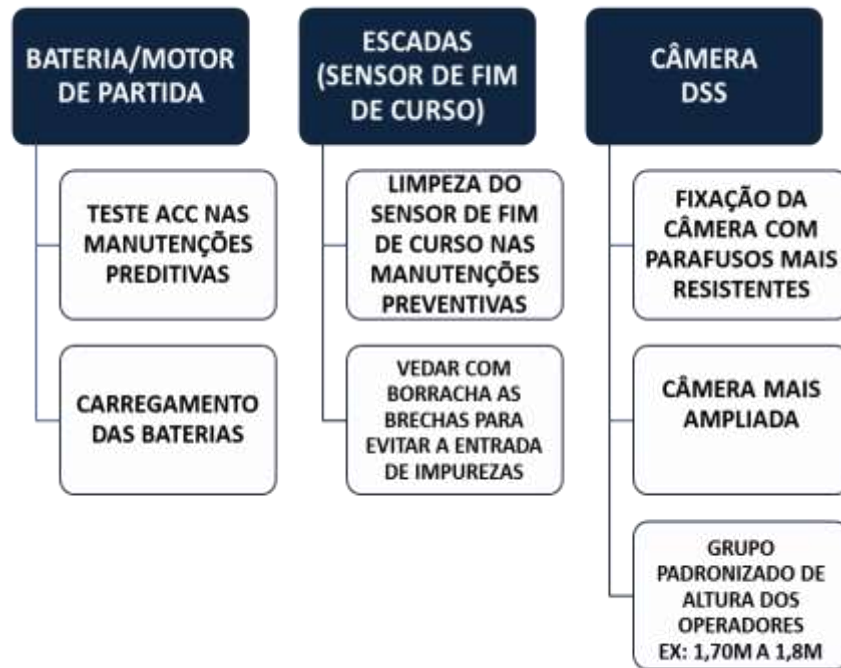 BATERIA/MOTOR
DE PARTIDA
TESTE ACC NAS
MANUTENÇÕES
PREDITIVAS
CARREGAMENTO
DAS BATERIAS
ESCADAS
(SENSOR DE FIM
DE CURSO)
LIMPEZA DO
SENSOR DE FIM
DE CURSO NAS
MANUTENÇÕES
PREVENTIVAS
VEDAR COM
BORRACHA AS
BRECHAS PARA
EVITAR A ENTRADA
DE IMPUREZAS
CÂMERA
DSS
FIXAÇÃO DA
CÂMERA COM
PARAFUSOS MAIS
RESISTENTES
CÂMERA MAIS
AMPLIADA
GRUPO
PADRONIZADO DE
ALTURA DOS
OPERADORES
EX: 1,70M A 1,8M